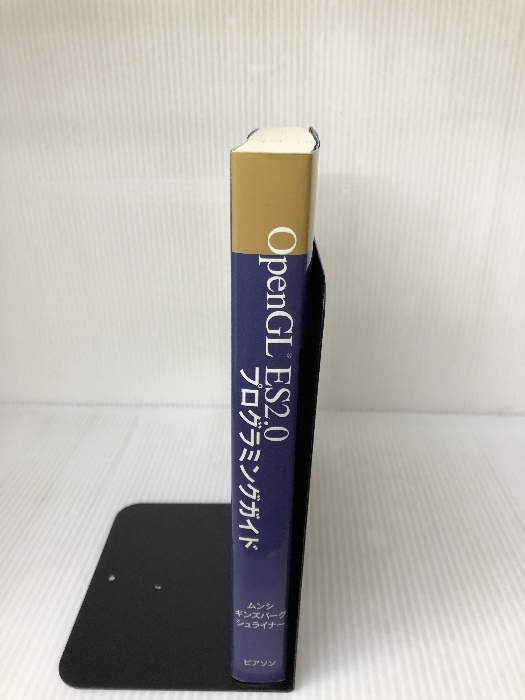 OpenGL® ES2.0
プログラミングガイド
ムンシ
ギンズバーグ
シュライナー
ピアソン